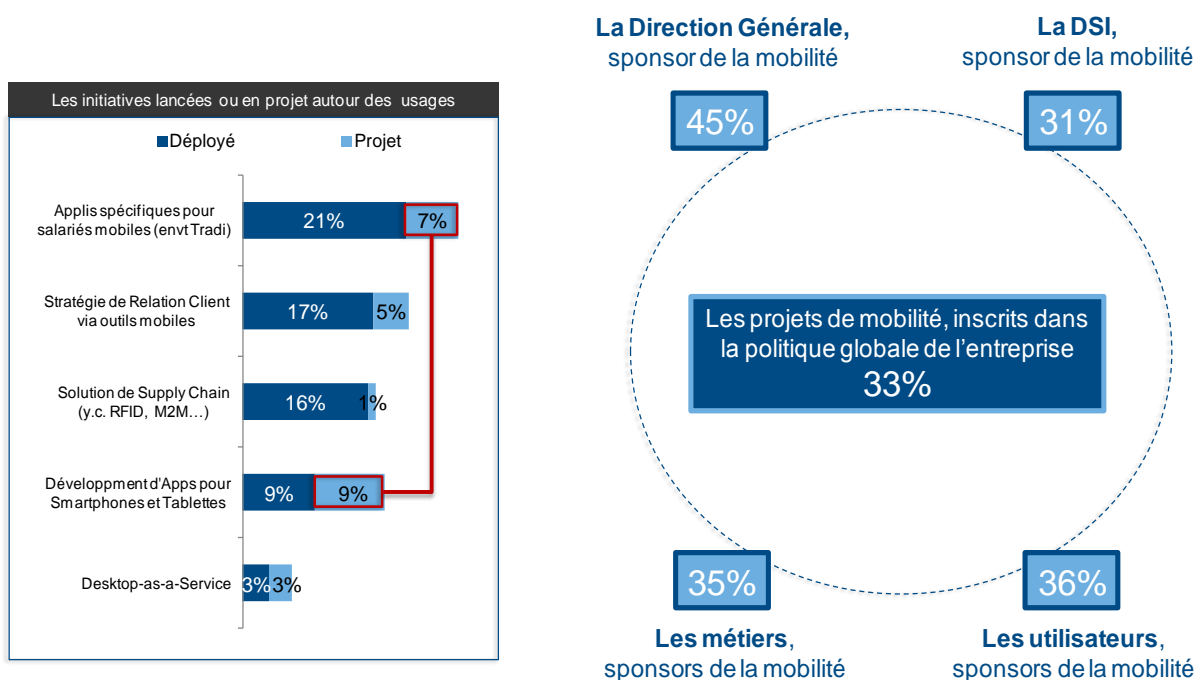 Les initiatives lancées ou en projet autour des usages
Déployé
Projet
Applis spécifiques pour
salariés mobiles (envt Tradi)
21%
7%
Stratégie de Relation Client
via outils mobiles
17%
5%
Solution de Supply Chain
(y.c. RFID, M2M…)
16%
1%
Développment d'Apps pour
Smartphones et Tablettes
9%
9%
Desktop-as-a-Service
3%
3%
La Direction Générale,
sponsor de la mobilité
45%
La DSI,
sponsor de la mobilité
31%
Les projets de mobilité, inscrits dans
la politique globale de l’entreprise
33%
35%
Les métiers,
sponsors de la mobilité
36%
Les utilisateurs,
sponsors de la mobilité